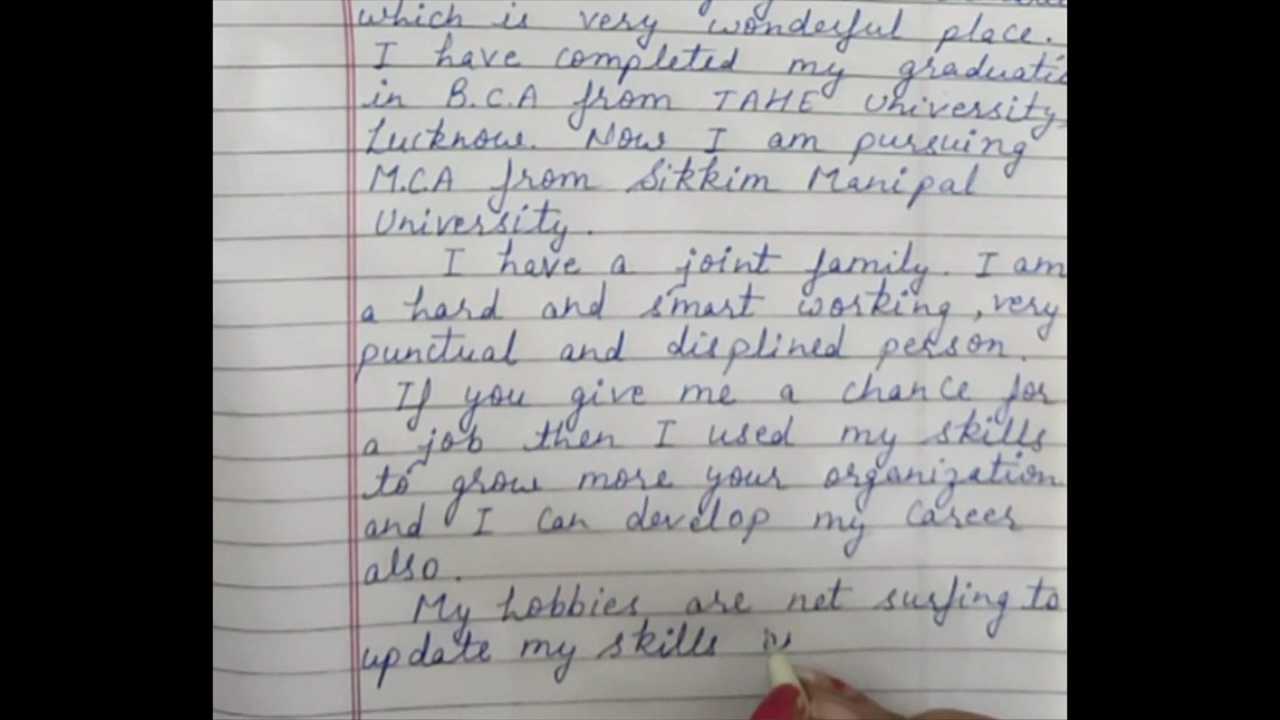 which is very wonderful place.
I have completed my graduati
in B.C.A from IAHE University
Lucknow. Now I am pursuing
M.C.A from Sikkim Manipal
University.
I have a joint family. I am
a hard and smart working, very
punctual and displined person.
If you give me a chance for
a job then I used my skills
to grow more your organization
and I can develop my career
also.
My hobbies are net surfing to
update my skills